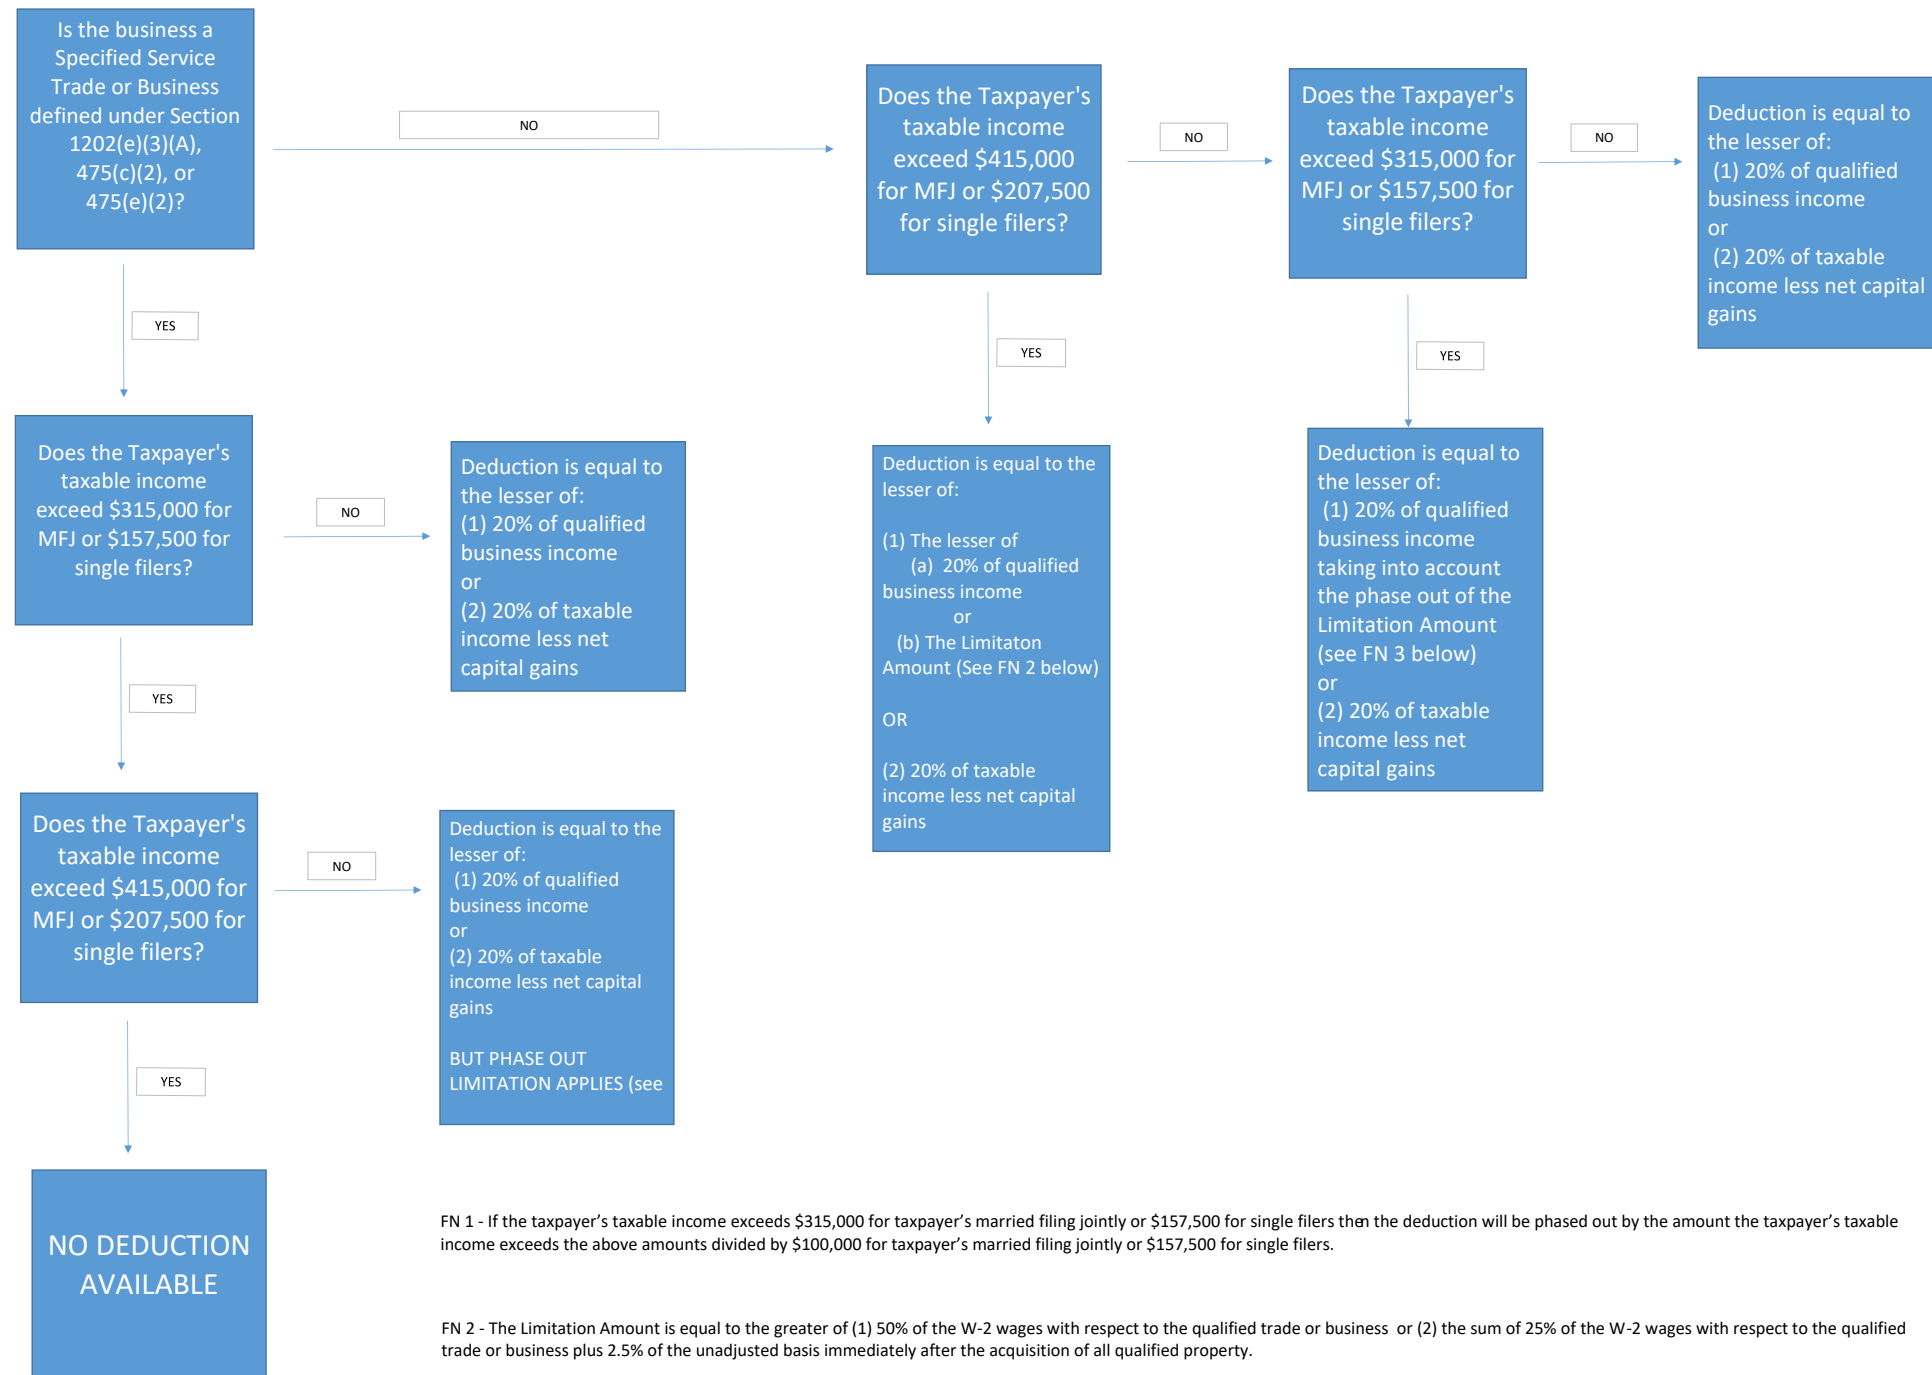 Is the business a
Specified Service
Trade or Business
defined under Section
1202(e)(3)(A),
475(c)(2), or
475(e)(2)?
NO
Does the Taxpayer's
taxable income
exceed $415,000
for MFJ or $207,500
for single filers?
NO
Does the Taxpayer's
taxable income
exceed $315,000 for
MFJ or $157,500 for
single filers?
NO
Deduction is equal to
the lesser of:
(1) 20% of qualified
business income
or
(2) 20% of taxable
income less net capital
gains
YES
YES
YES
Does the Taxpayer's
taxable income
exceed $315,000 for
MFJ or $157,500 for
single filers?
NO
Deduction is equal to
the lesser of:
(1) 20% of qualified
business income
or
(2) 20% of taxable
income less net
capital gains
Deduction is equal to the
lesser of:
(1) The lesser of
(a) 20% of qualified
business income
or
(b) The Limitaton
Amount (See FN 2 below)
OR
(2) 20% of taxable
income less net capital
gains
Deduction is equal to
the lesser of:
(1) 20% of qualified
business income
taking into account
the phase out of the
Limitation Amount
(see FN 3 below)
or
(2) 20% of taxable
income less net
capital gains
YES
Does the Taxpayer's
taxable income
exceed $415,000 for
MFJ or $207,500 for
single filers?
NO
Deduction is equal to the
lesser of:
(1) 20% of qualified
business income
or
(2) 20% of taxable
income less net capital
gains
BUT PHASE OUT
LIMITATION APPLIES (see
YES
NO DEDUCTION
AVAILABLE
FN 1 - If the taxpayer’s taxable income exceeds $315,000 for taxpayer’s married filing jointly or $157,500 for single filers then the deduction will be phased out by the amount the taxpayer’s taxable
income exceeds the above amounts divided by $100,000 for taxpayer’s married filing jointly or $157,500 for single filers.
FN 2 - The Limitation Amount is equal to the greater of (1) 50% of the W-2 wages with respect to the qualified trade or business or (2) the sum of 25% of the W-2 wages with respect to the qualified
trade or business plus 2.5% of the unadjusted basis immediately after the acquisition of all qualified property.